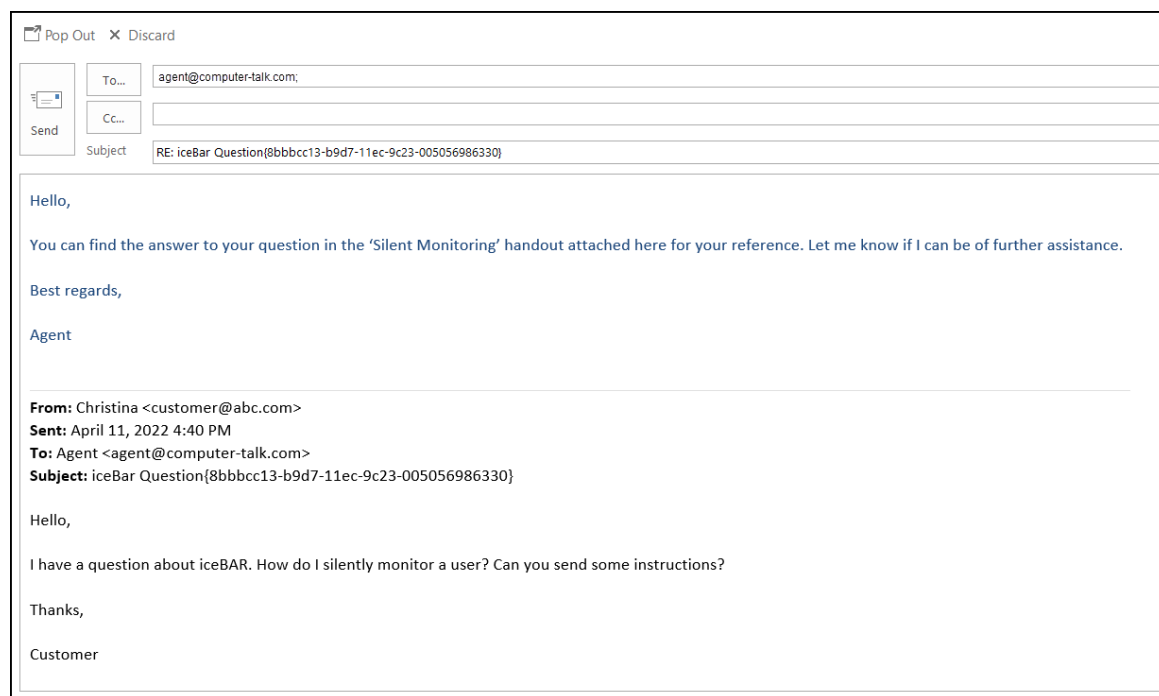 Pop Out Discard
To...
agent@computer-talk.com;
Send
Cc...
Subject
RE: iceBar Question{8bbbcc13-b9d7-11ec-9c23-005056986330}
Hello,
You can find the answer to your question in the ‘Silent Monitoring’ handout attached here for your reference. Let me know if I can be of further assistance.
Best regards,
Agent
From: Christina <customer@abc.com>
Sent: April 11, 2022 4:40 PM
To: Agent <agent@computer-talk.com>
Subject: iceBar Question{8bbbcc13-b9d7-11ec-9c23-005056986330}
Hello,
I have a question about iceBAR. How do I silently monitor a user? Can you send some instructions?
Thanks,
Customer